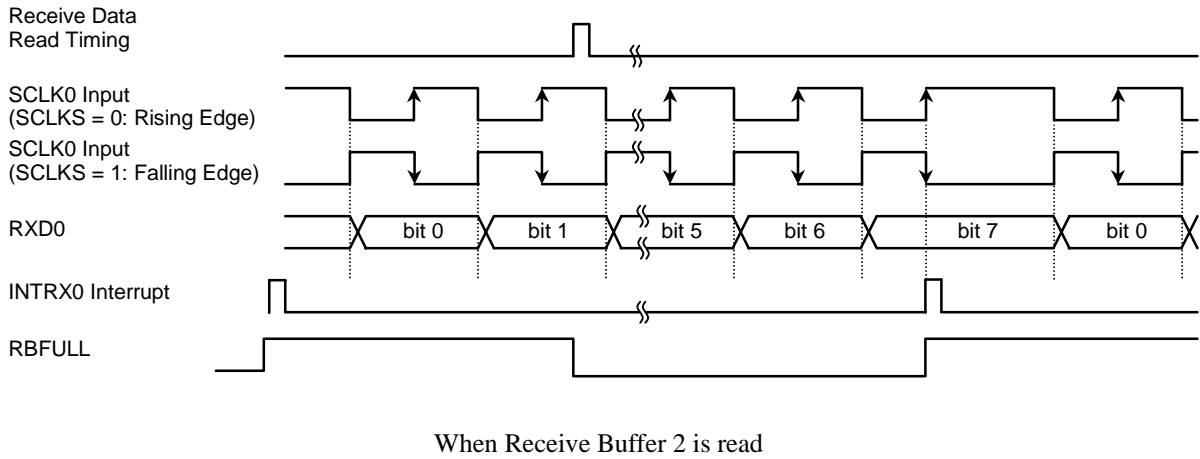 Receive Data
Read Timing
SCLK0 Input
(SCLKS = 0: Rising Edge)
SCLK0 Input
(SCLKS = 1: Falling Edge)
RXD0
bit 0 bit 1 bit 5 bit 6 bit 7 bit 0
INTRX0 Interrupt
RBFULL
When Receive Buffer 2 is read